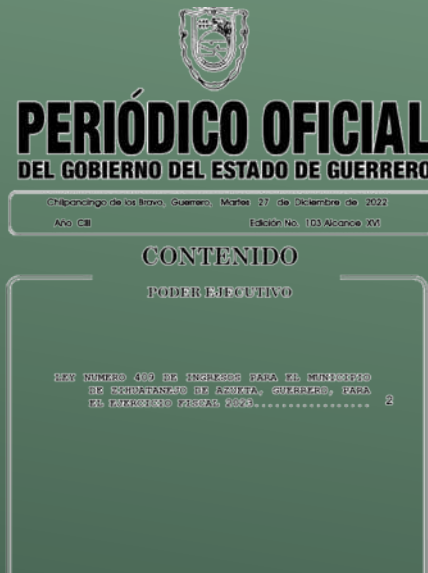 PERIÓDICO OFICIAL
DEL GOBIERNO DEL ESTADO DE GUERRERO
Chilpancingo de los Bravo, Guerrero, Martes 27 de Diciembre de 2022
Año CIII Edición No. 103 Alcance XVI
CONTENIDO
PODER EJECUTIVO
LEY NUMERO 409 DE INGRESOS PARA EL MUNICIPIO
DE ZIHUATANEJO DE AZUETA, GUERRERO, PARA
EL EJERCICIO FISCAL 2023.................. 2